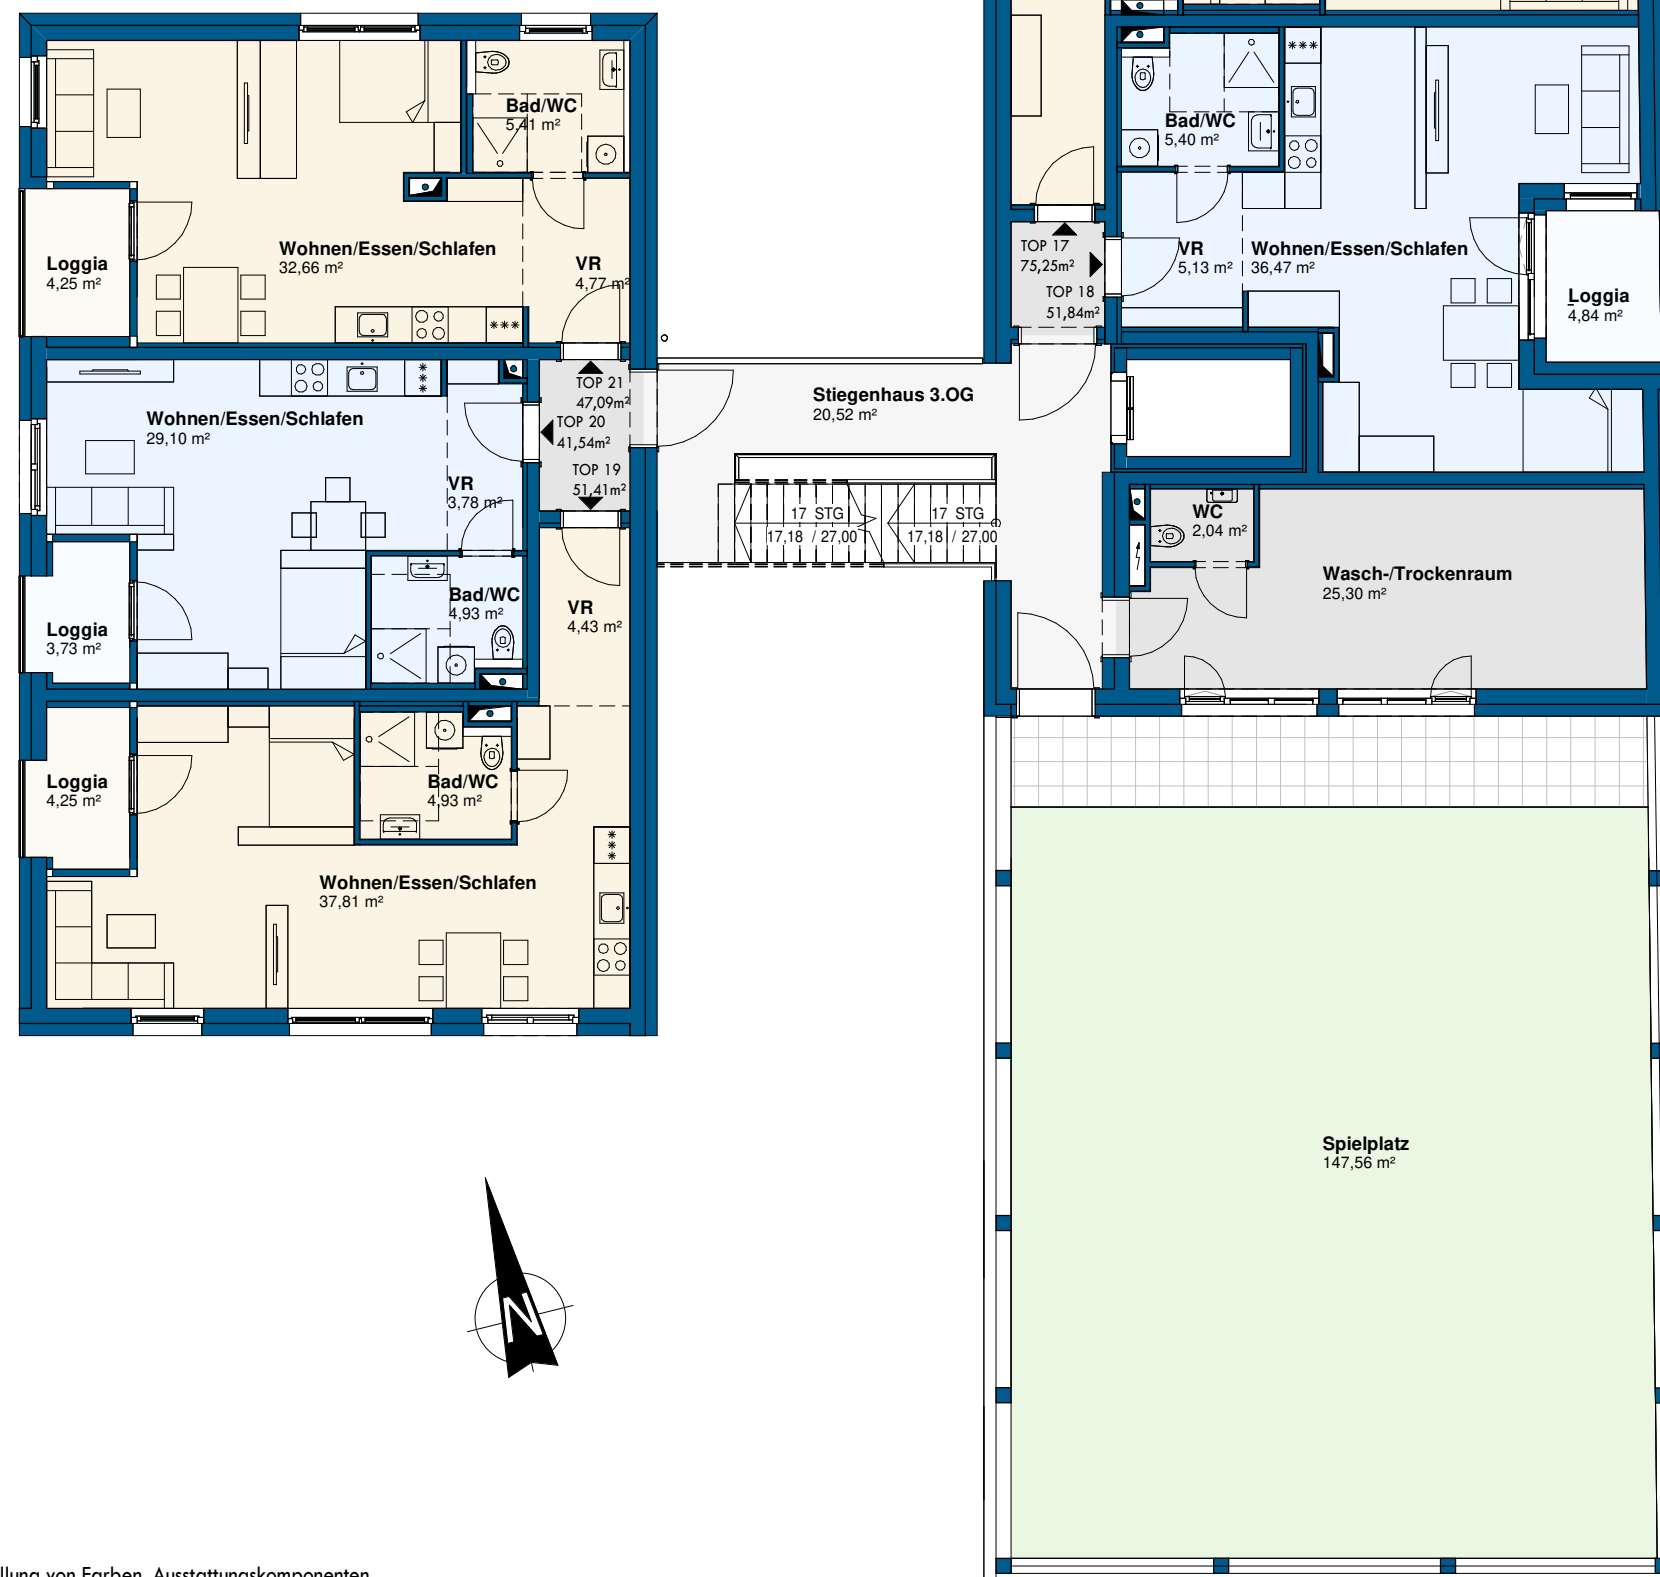 Bad/WC
5,41 m²
Wohnen/Essen/Schlafen
32,66 m²
VR
4,77 m²
Loggia
4,25 m²
Bad/WC
5,40 m²
TOP 17
75,25m²
TOP 18
51,84m²
VR
5,13 m²
Wohnen/Essen/Schlafen
36,47 m²
Loggia
4,84 m²
Wohnen/Essen/Schlafen
29,10 m²
TOP 21
47,09m²
TOP 20
41,54m²
TOP 19
51,41m²
VR
3,78 m²
Stiegenhaus 3.OG
20,52 m²
17 STG
17,18 / 27,00
17 STG
17,18 / 27,00
WC
2,04 m²
Wasch-/Trockenraum
25,30 m²
Bad/WC
4,93 m²
VR
4,43 m²
Loggia
3,73 m²
Loggia
4,25 m²
Bad/WC
4,93 m²
Wohnen/Essen/Schlafen
37,81 m²
Spielplatz
147,56 m²
N
llung von Farben, Ausstattungskomponenten